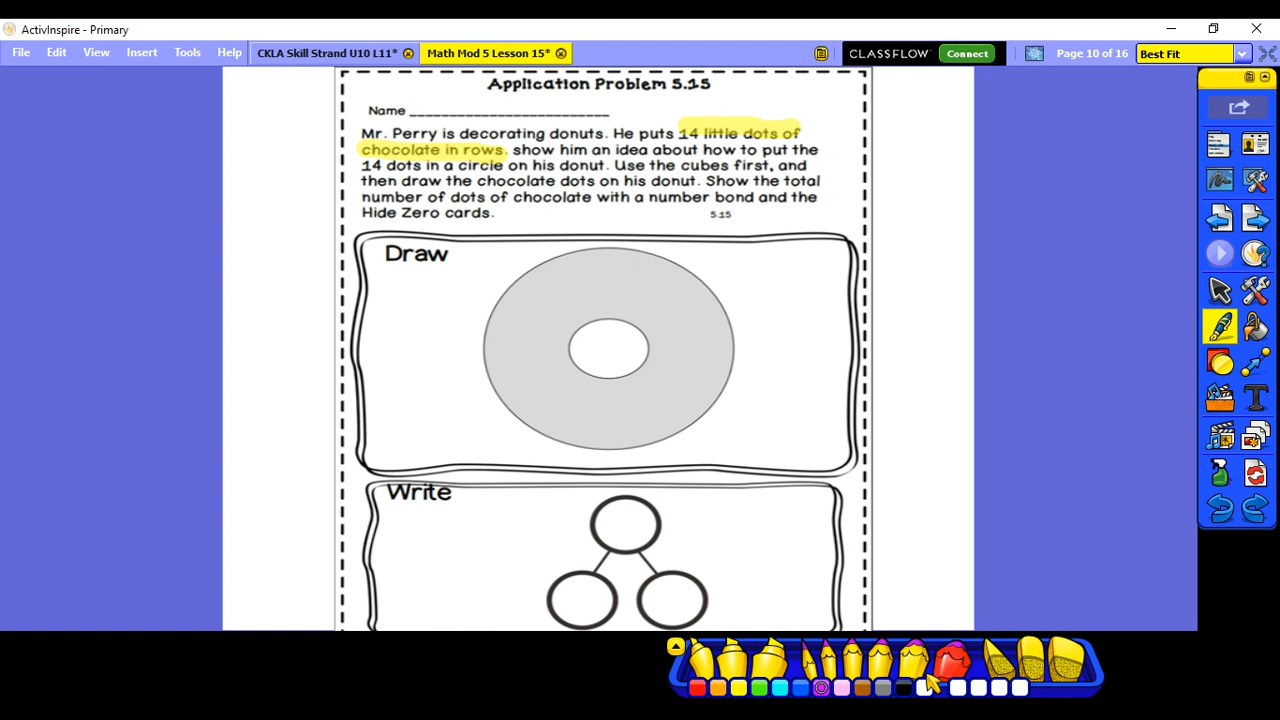 ActivInspire - Primary
File Edit View Insert Tools Help CKLA Skill Strand U10 L11* Math Mod 5 Lesson 15* CLASSFLOW Connect Page 10 of 16 Best Fit
Application Problem 5.15
Name _________________________
Mr. Perry is decorating donuts. He puts 14 little dots of
chocolate in rows. show him an idea about how to put the
14 dots in a circle on his donut. Use the cubes first, and
then draw the chocolate dots on his donut. Show the total
number of dots of chocolate with a number bond and the
Hide Zero cards. 5.15
Draw
Write